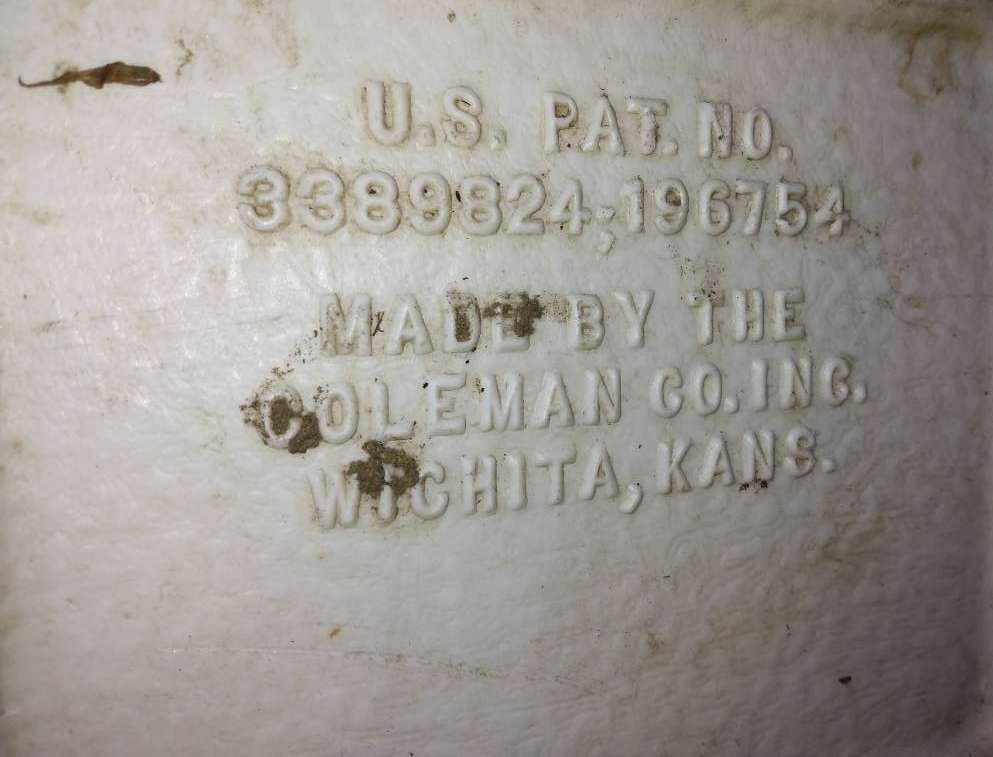 U.S. PAT. NO.
3389824;196754
MADE BY THE
COLEMAN CO. INC.
WICHITA, KANS.